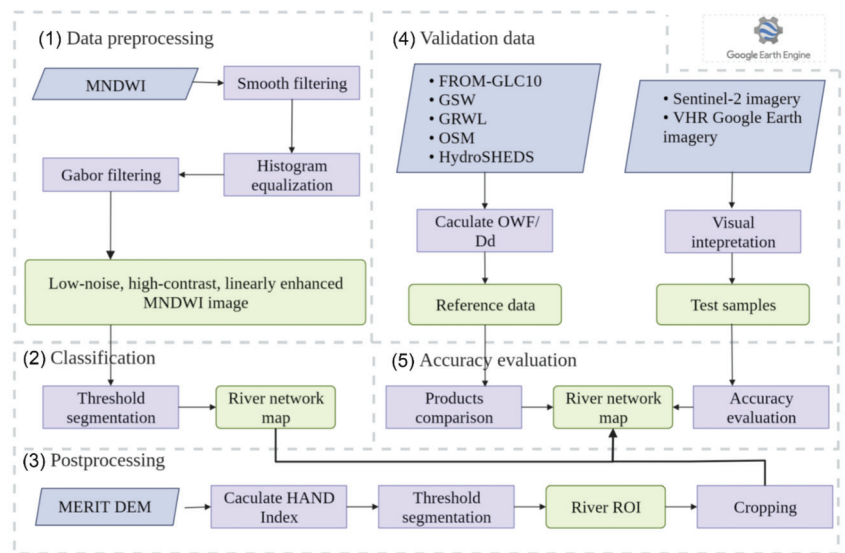 (1) Data preprocessing
MNDWI
Smooth filtering
Gabor filtering
Histogram
equalization
Low-noise, high-contrast, linearly enhanced
MNDWI image
(4) Validation data
Google Earth Engine
• FROM-GLC10
• GSW
• GRWL
• OSM
• HydroSHEDS
• Sentinel-2 imagery
• VHR Google Earth
imagery
Caculate OWF/
Dd
Visual
intepretation
Reference data
Test samples
(2) Classification
Threshold
segmentation
River network
map
(5) Accuracy evaluation
Products
comparison
River network
map
Accuracy
evaluation
(3) Postprocessing
MERIT DEM
Caculate HAND
Index
Threshold
segmentation
River ROI
Cropping